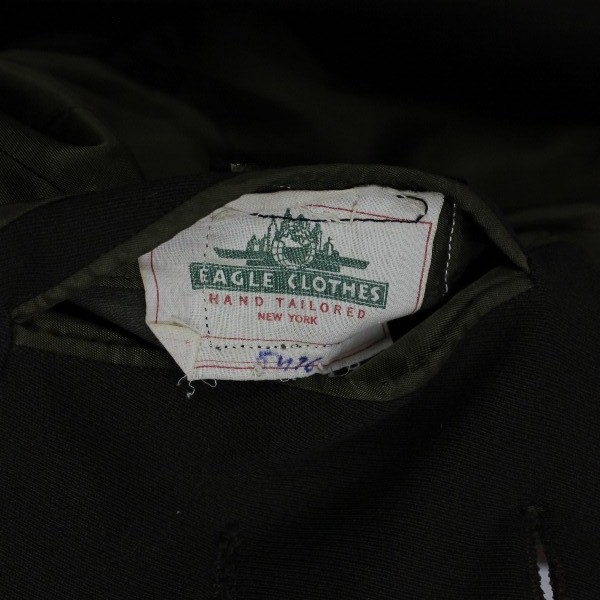 EAGLE CLOTHES
HAND TAILORED
NEW YORK